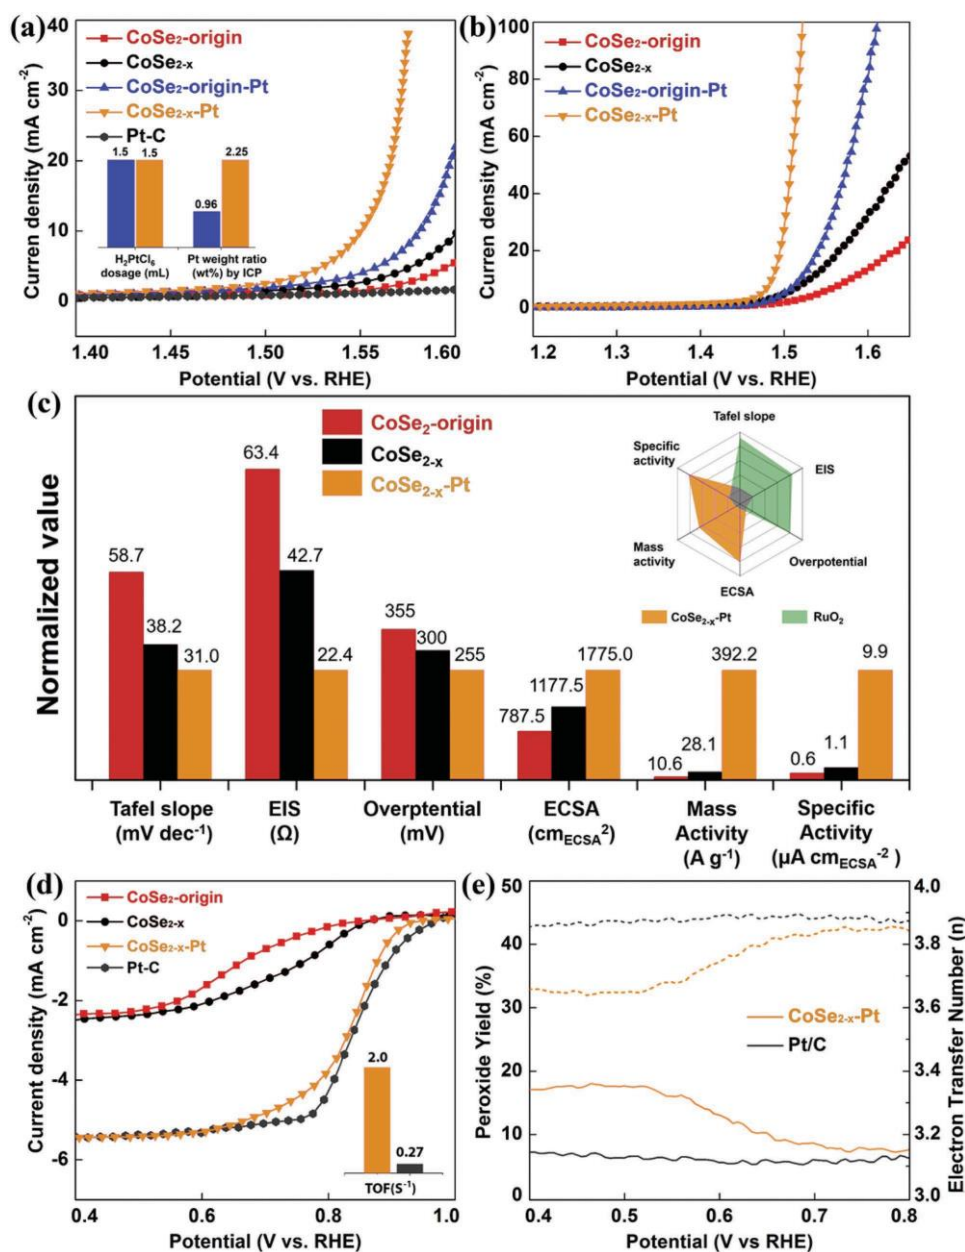 (a)
40
30
20
10
0
Curren density (mA cm⁻²)
CoSe₂-origin
CoSe₂₋ₓ
CoSe₂-origin-Pt
CoSe₂₋ₓ-Pt
Pt-C
1.5 1.5 2.25
0.96
H₂PtCl₆ Pt weight ratio
dosage (mL) (wt%) by ICP
1.40 1.45 1.50 1.55 1.60
Potential (V vs. RHE)
(b)
100
80
60
40
20
0
Curren density (mA cm⁻²)
CoSe₂-origin
CoSe₂₋ₓ
CoSe₂-origin-Pt
CoSe₂₋ₓ-Pt
1.2 1.3 1.4 1.5 1.6
Potential (V vs. RHE)
(c)
Normalized value
CoSe₂-origin
CoSe₂₋ₓ
CoSe₂₋ₓ-Pt
Tafel slope
Specific
activity
EIS
Mass
activity
Overpotential
ECSA
CoSe₂₋ₓ-Pt RuO₂
58.7 38.2 31.0
63.4 42.7 22.4
355 300 255
787.5 1177.5 1775.0
10.6 28.1 392.2
0.6 1.1 9.9
Tafel slope
(mV dec⁻¹)
EIS
(Ω)
Overptential
(mV)
ECSA
(cm_ECSA²)
Mass
Activity
(A g⁻¹)
Specific
Activity
(μA cm_ECSA⁻²)
(d)
0
-2
-4
-6
Current density (mA cm⁻²)
CoSe₂-origin
CoSe₂₋ₓ
CoSe₂₋ₓ-Pt
Pt-C
2.0
0.27
TOF(S⁻¹)
0.4 0.6 0.8 1.0
Potential (V vs RHE)
(e)
50
40
30
20
10
0
Peroxide Yield (%)
CoSe₂₋ₓ-Pt
Pt/C
4.0
3.8
3.6
3.4
3.2
3.0
Electron Transfer Number (n)
0.4 0.5 0.6 0.7 0.8
Potential (V vs RHE)